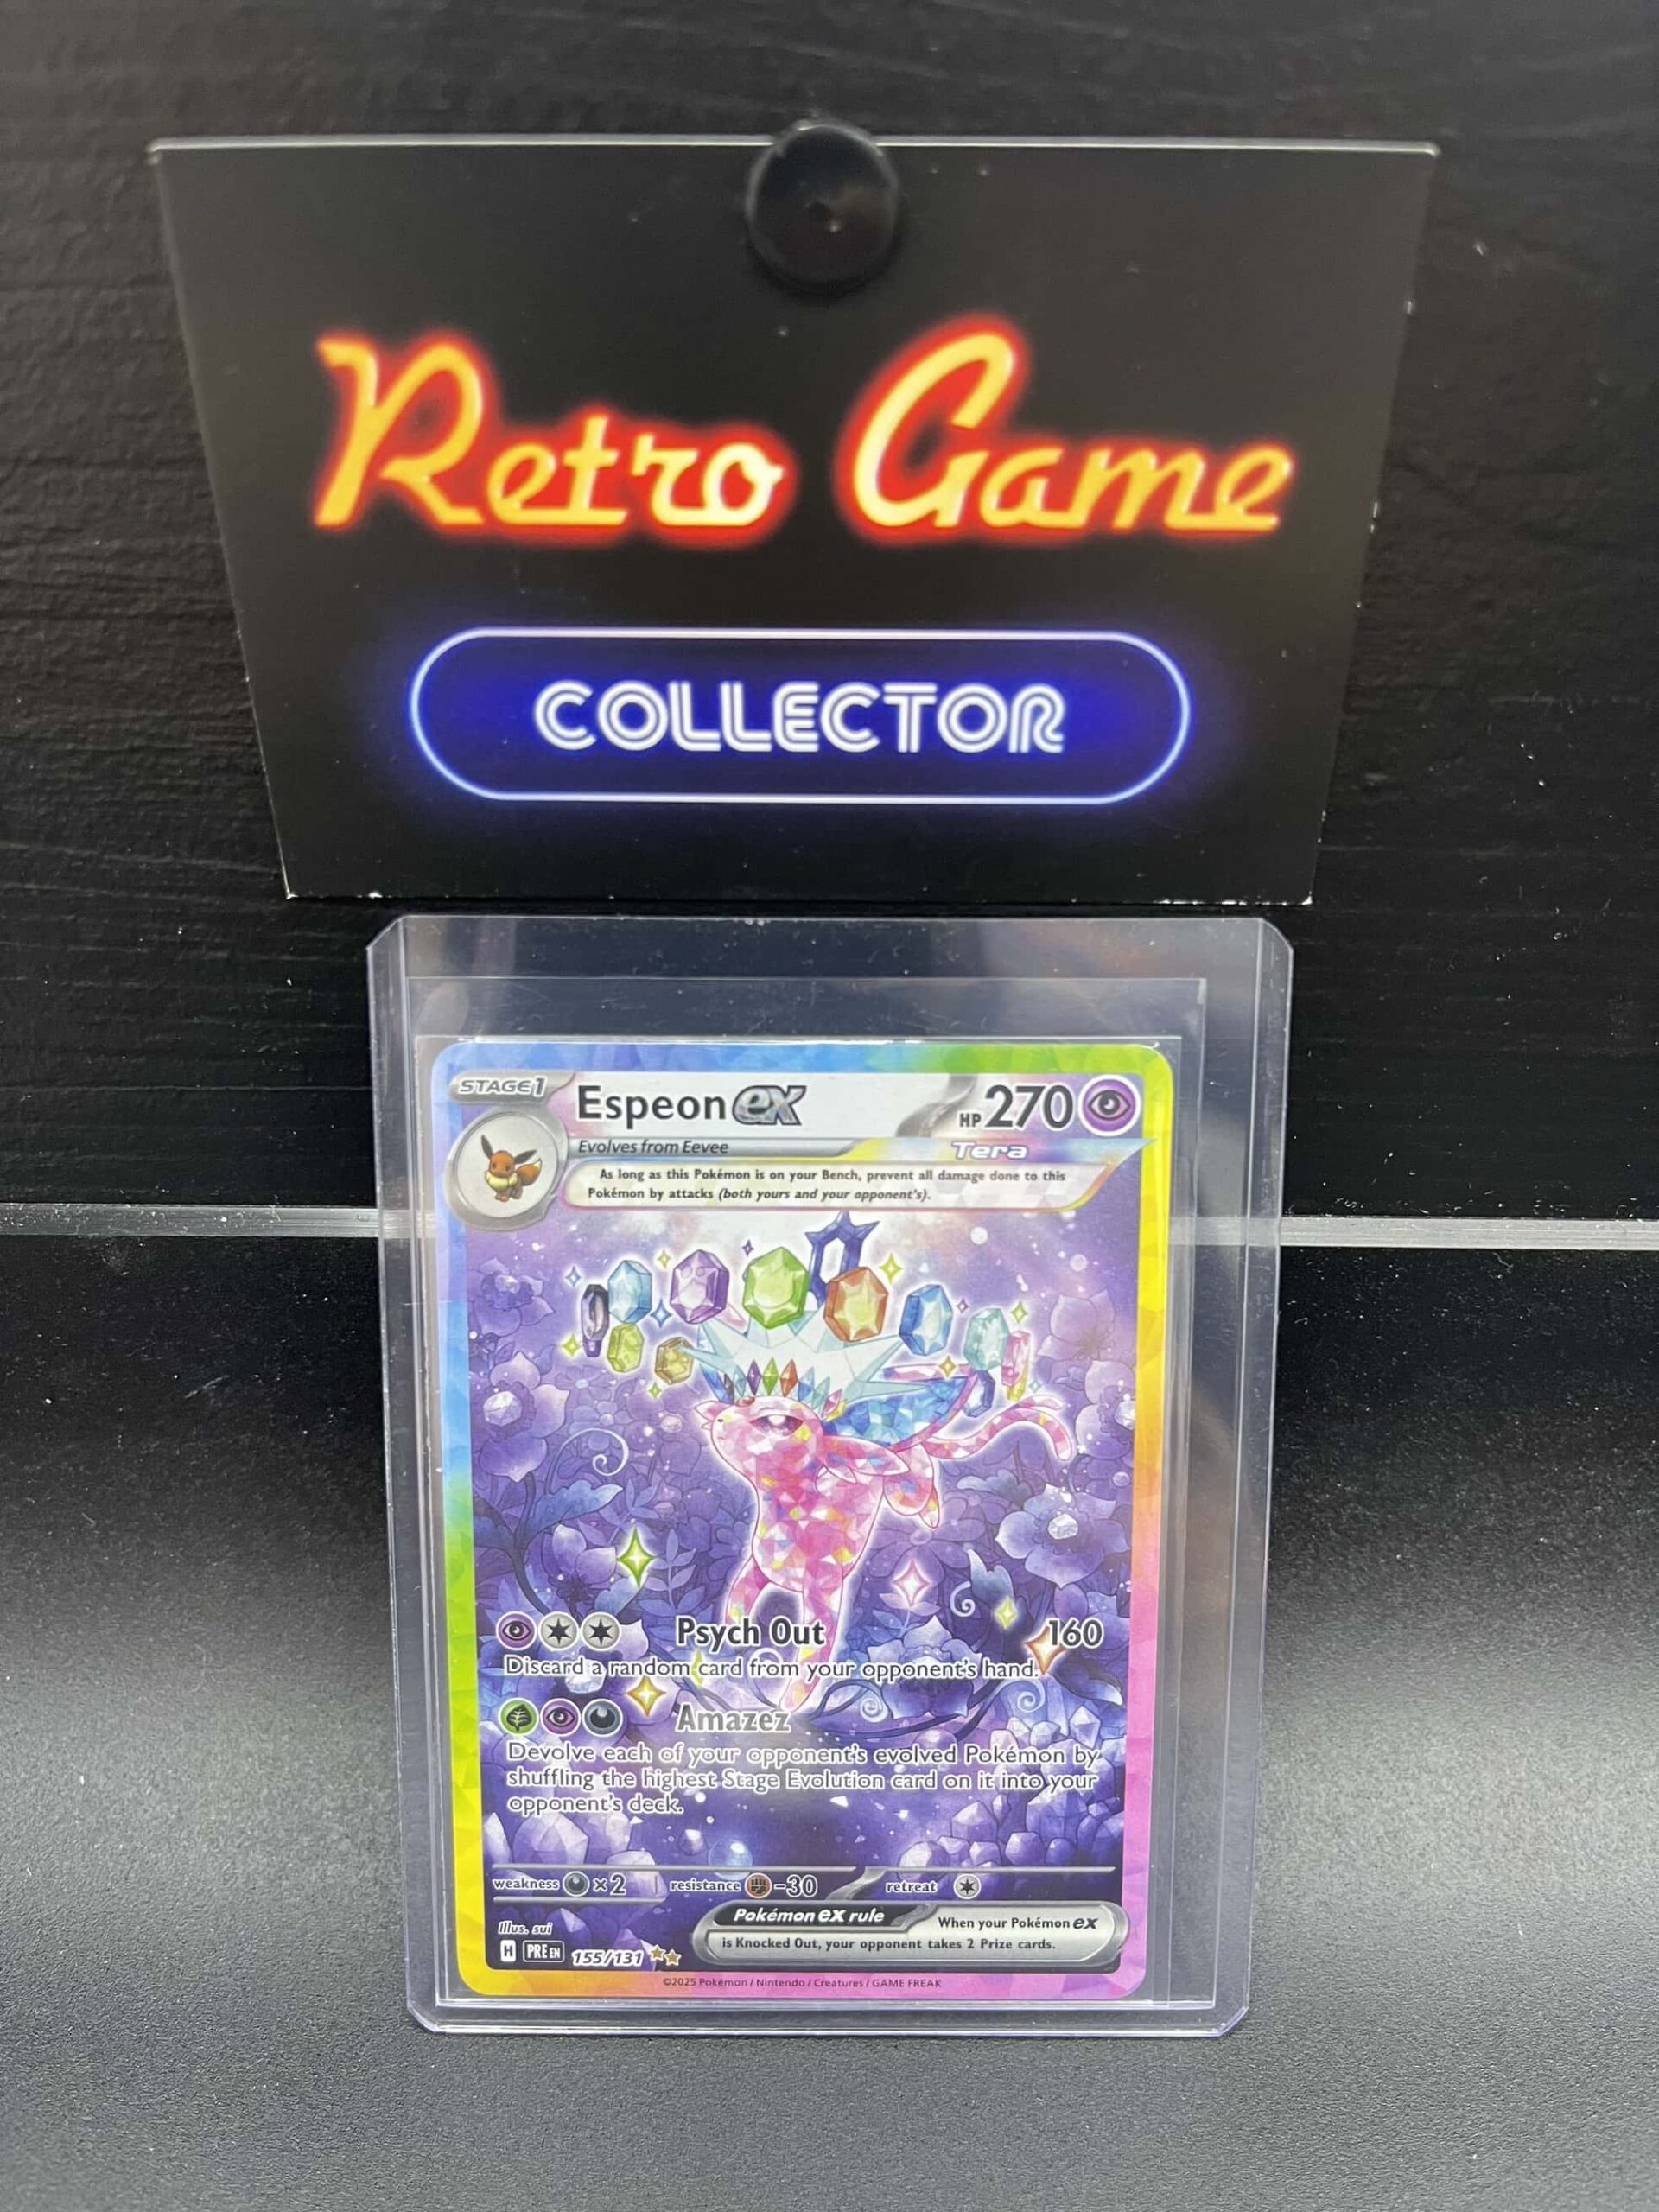 Retro Game
COLLECTOR
STAGE1
Espeon ex
HP 270
Evolves from Eevee
Tera
As long as this Pokémon is on your Bench, prevent all damage done to this
Pokémon by attacks (both yours and your opponent's).
Psych Out 160
Discard a random card from your opponent's hand.
Amazez
Devolve each of your opponent's evolved Pokémon by
shuffling the highest Stage Evolution card on it into your
opponent's deck.
weakness ×2 resistance -30 retreat
Pokémon ex rule
When your Pokémon ex
is Knocked Out, your opponent takes 2 Prize cards.
Illus. sui
H PRE EN 155/131
©2025 Pokémon / Nintendo / Creatures / GAME FREAK